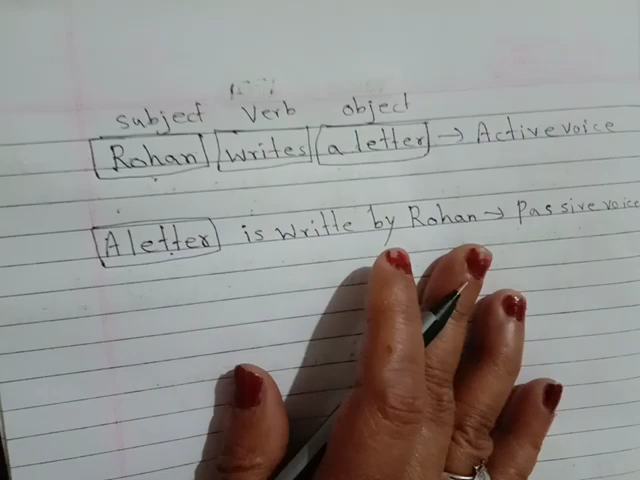 subject verb object
Rohan writes a letter → Active voice
A letter is writte by Rohan → passive voice